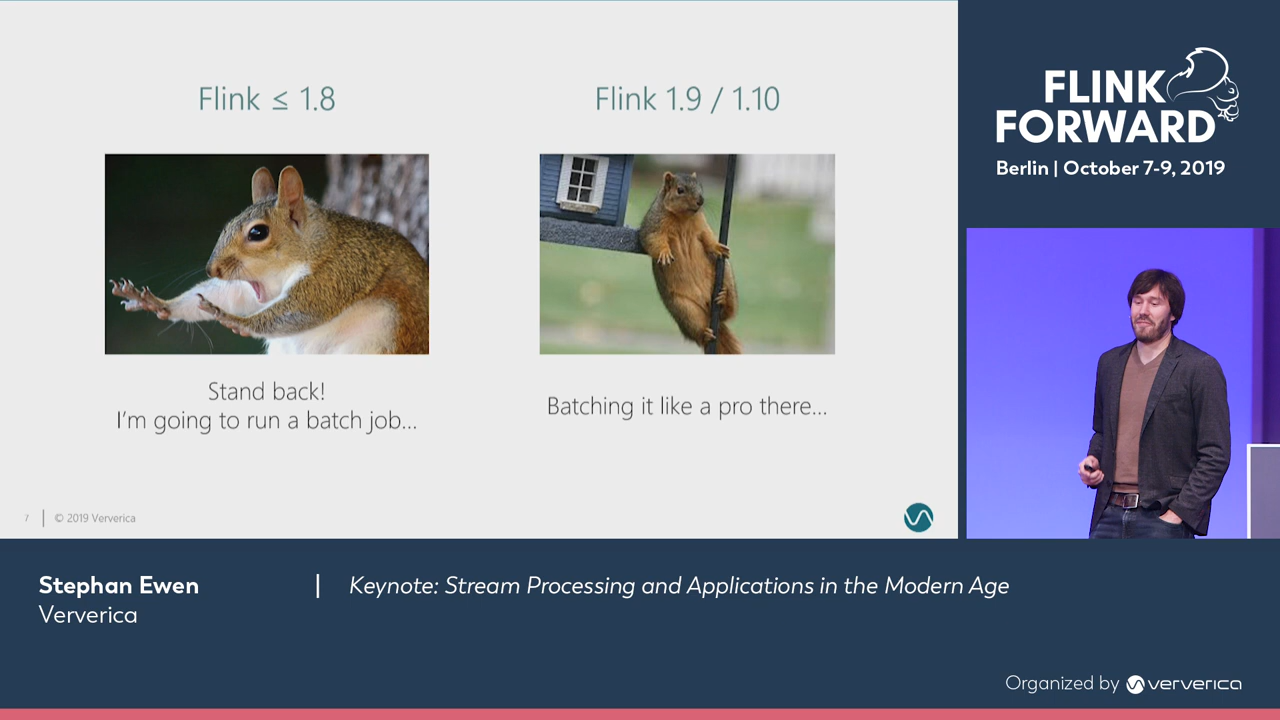 Flink ≤ 1.8
Flink 1.9 / 1.10
Stand back!
I'm going to run a batch job...
Batching it like a pro there...
7
© 2019 Ververica
FLINK
FORWARD
Berlin | October 7-9, 2019
Stephan Ewen | Keynote: Stream Processing and Applications in the Modern Age
Ververica
Organized by ververica